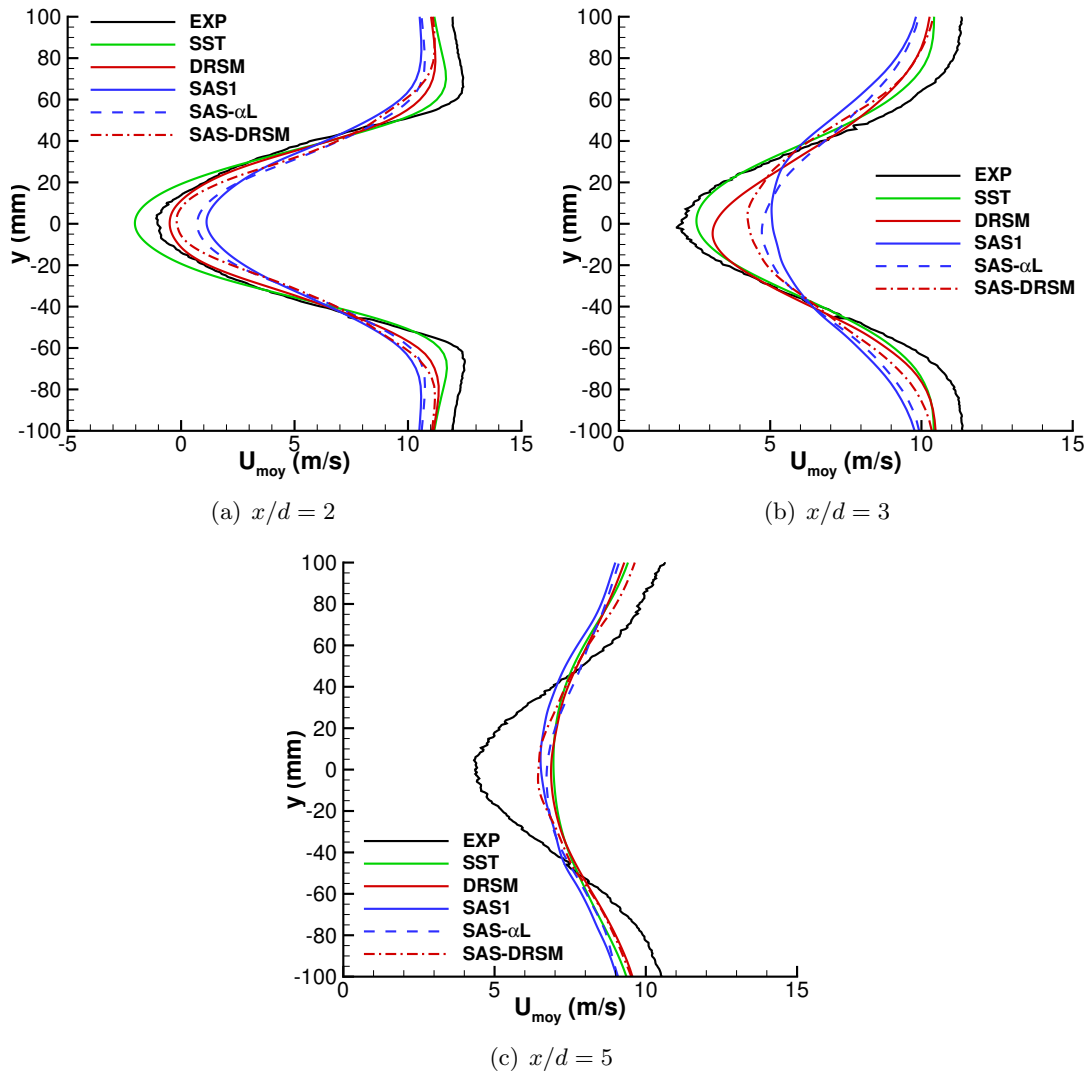 100
80
60
40
20
0
-20
-40
-60
-80
-100
y (mm)
-5
0
5
10
15
U_moy (m/s)
EXP
SST
DRSM
SAS1
SAS-αL
SAS-DRSM
(a) x/d = 2
100
80
60
40
20
0
-20
-40
-60
-80
-100
y (mm)
0
5
10
15
U_moy (m/s)
EXP
SST
DRSM
SAS1
SAS-αL
SAS-DRSM
(b) x/d = 3
100
80
60
40
20
0
-20
-40
-60
-80
-100
y (mm)
0
5
10
15
U_moy (m/s)
EXP
SST
DRSM
SAS1
SAS-αL
SAS-DRSM
(c) x/d = 5